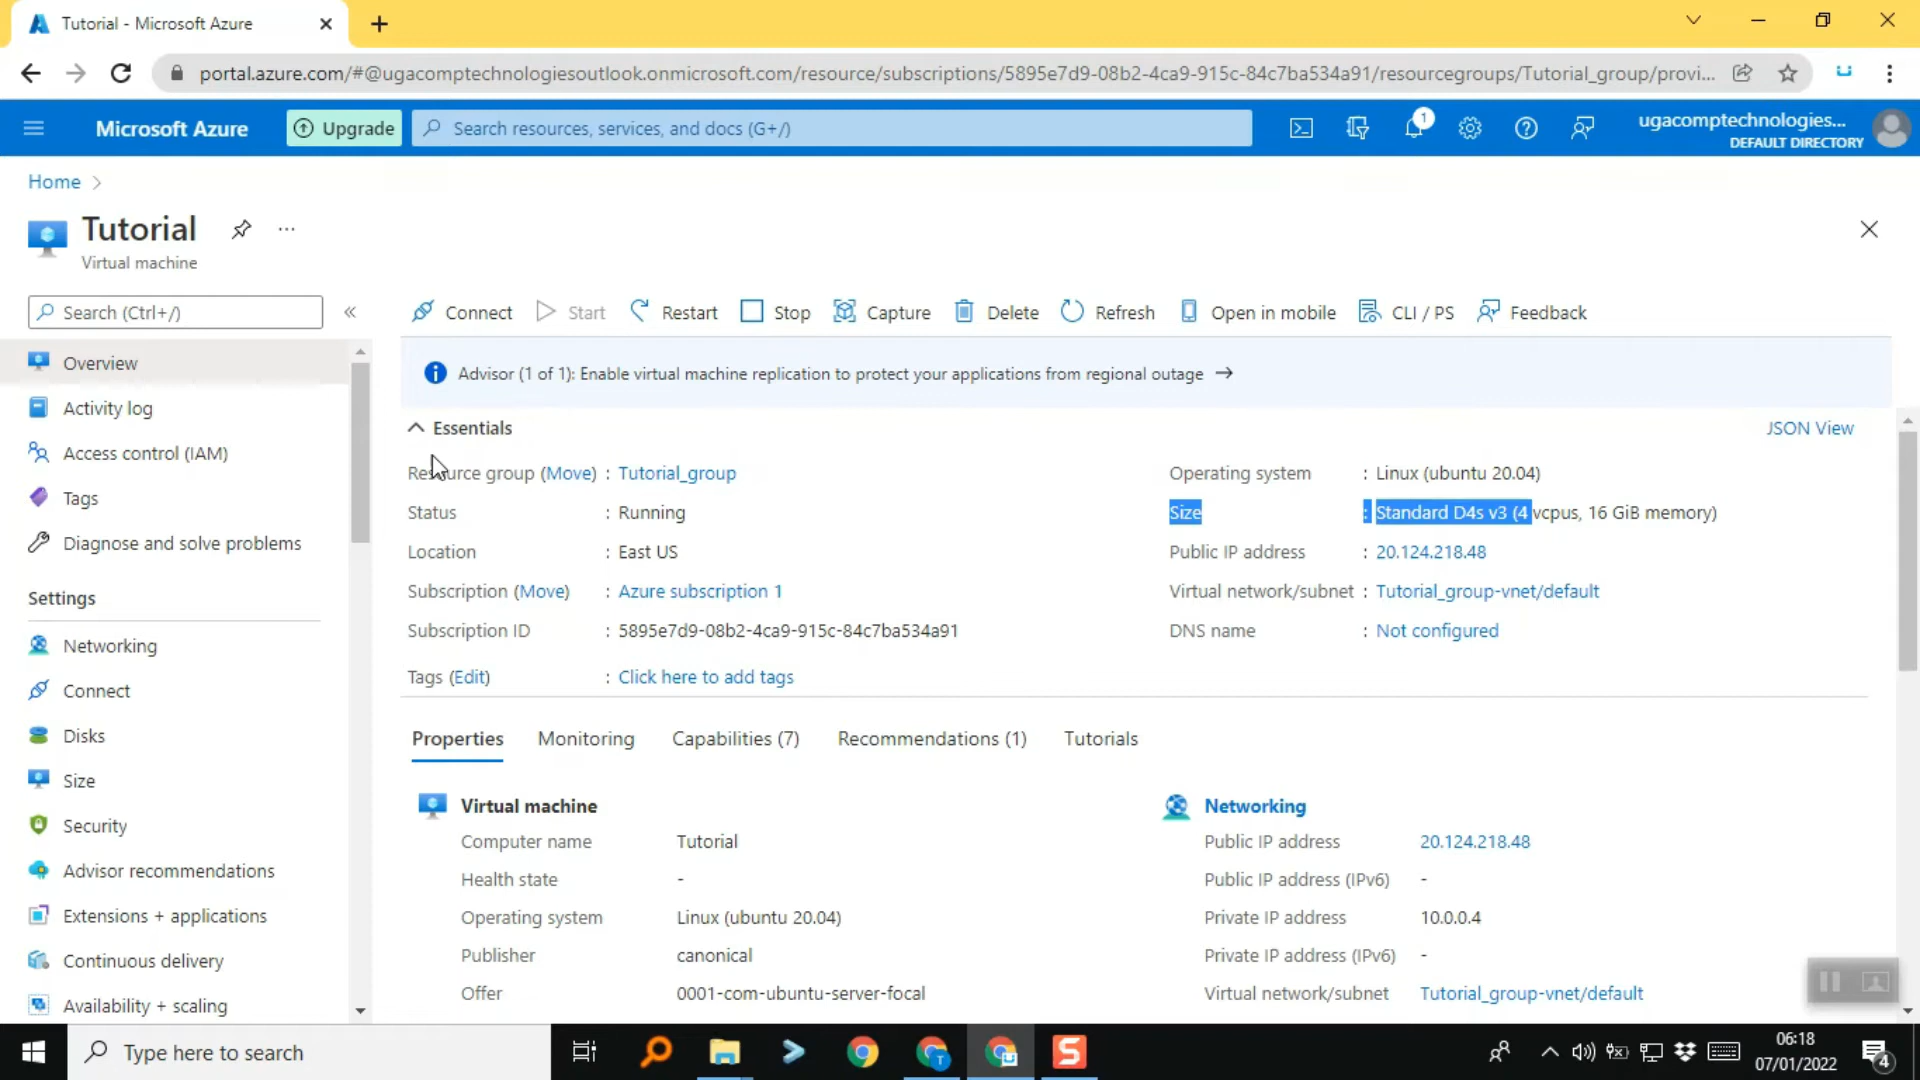 Tutorial - Microsoft Azure
portal.azure.com/#@ugacomptechnologiesoutlook.onmicrosoft.com/resource/subscriptions/5895e7d9-08b2-4ca9-915c-84c7ba534a91/resourcegroups/Tutorial_group/provi...
Microsoft Azure
Upgrade
Search resources, services, and docs (G+/)
1
ugacomptechnologies...
DEFAULT DIRECTORY
Home
Tutorial
Virtual machine
Search (Ctrl+/)
Connect Start Restart Stop Capture Delete Refresh Open in mobile CLI / PS Feedback
Overview
Activity log
Access control (IAM)
Tags
Diagnose and solve problems
Settings
Networking
Connect
Disks
Size
Security
Advisor recommendations
Extensions + applications
Continuous delivery
Availability + scaling
Advisor (1 of 1): Enable virtual machine replication to protect your applications from regional outage
Essentials
JSON View
Resource group (Move) : Tutorial_group
Status : Running
Location : East US
Subscription (Move) : Azure subscription 1
Subscription ID : 5895e7d9-08b2-4ca9-915c-84c7ba534a91
Tags (Edit) : Click here to add tags
Operating system : Linux (ubuntu 20.04)
Size : Standard D4s v3 (4 vcpus, 16 GiB memory)
Public IP address : 20.124.218.48
Virtual network/subnet : Tutorial_group-vnet/default
DNS name : Not configured
Properties Monitoring Capabilities (7) Recommendations (1) Tutorials
Virtual machine
Computer name Tutorial
Health state -
Operating system Linux (ubuntu 20.04)
Publisher canonical
Offer 0001-com-ubuntu-server-focal
Networking
Public IP address 20.124.218.48
Public IP address (IPv6) -
Private IP address 10.0.0.4
Private IP address (IPv6) -
Virtual network/subnet Tutorial_group-vnet/default
Type here to search
T
S
06:18
07/01/2022
4